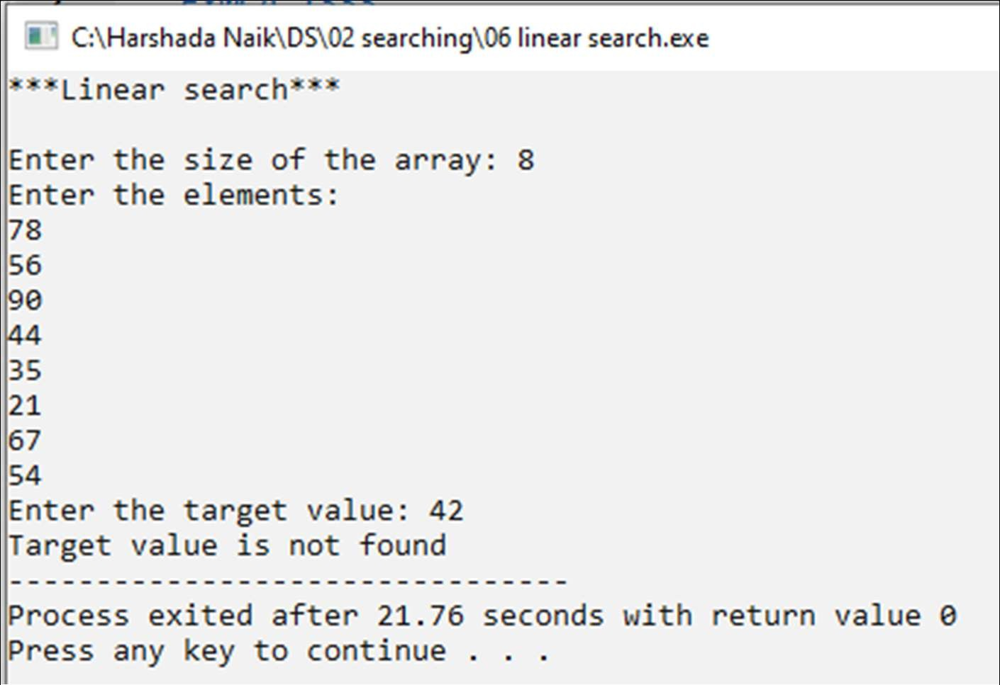 C:\Harshada Naik\DS\02 searching\06 linear search.exe
***Linear search***
Enter the size of the array: 8
Enter the elements:
78
56
90
44
35
21
67
54
Enter the target value: 42
Target value is not found
--------------------------------
Process exited after 21.76 seconds with return value 0
Press any key to continue . . .